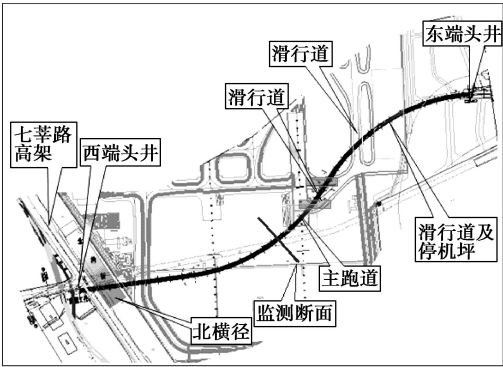 东端头井
滑行道
滑行道
七莘路
高架
西端头井
滑行道及
停机坪
主跑道
监测断面
北横径